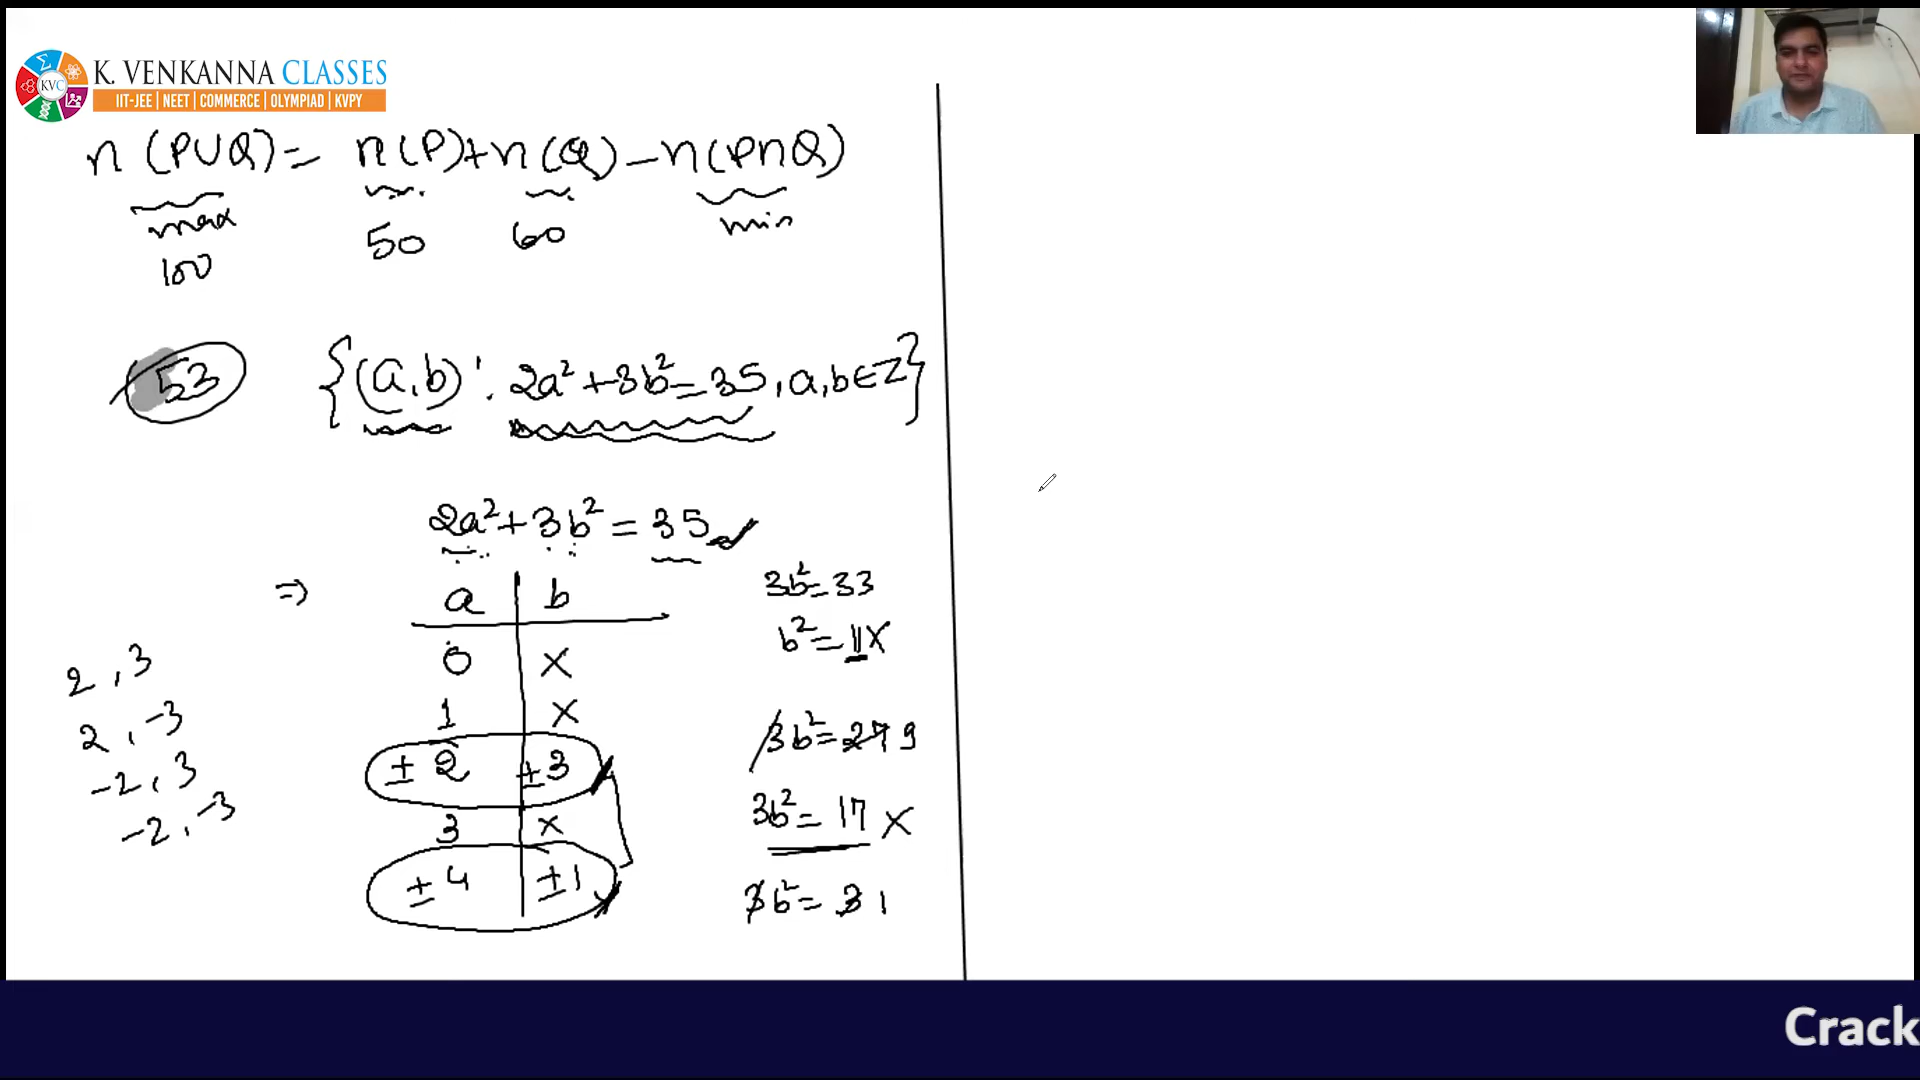 K. VENKANNA CLASSES
IIT-JEE | NEET | COMMERCE | OLYMPIAD | KVPY
KVC
n (P∪Q) = n(P)+n(Q)-n(P∩Q)
max 50 60 min
100
53 {(a,b) : 2a²+3b²=35, a,b∈Z}
2a²+3b² = 35
⇒ a b
0 x
1 x
±2 ±3
3 x
±4 ±1
3b²=33
b²=11x
3b²=27 9
3b²= 17 x
3b²= 3 1
2, 3
2, -3
-2, 3
-2, -3
Crack